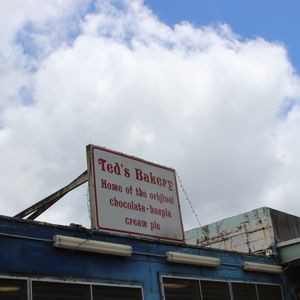 Ted's Bakery
Home of the original
chocolate-haupia
cream pie